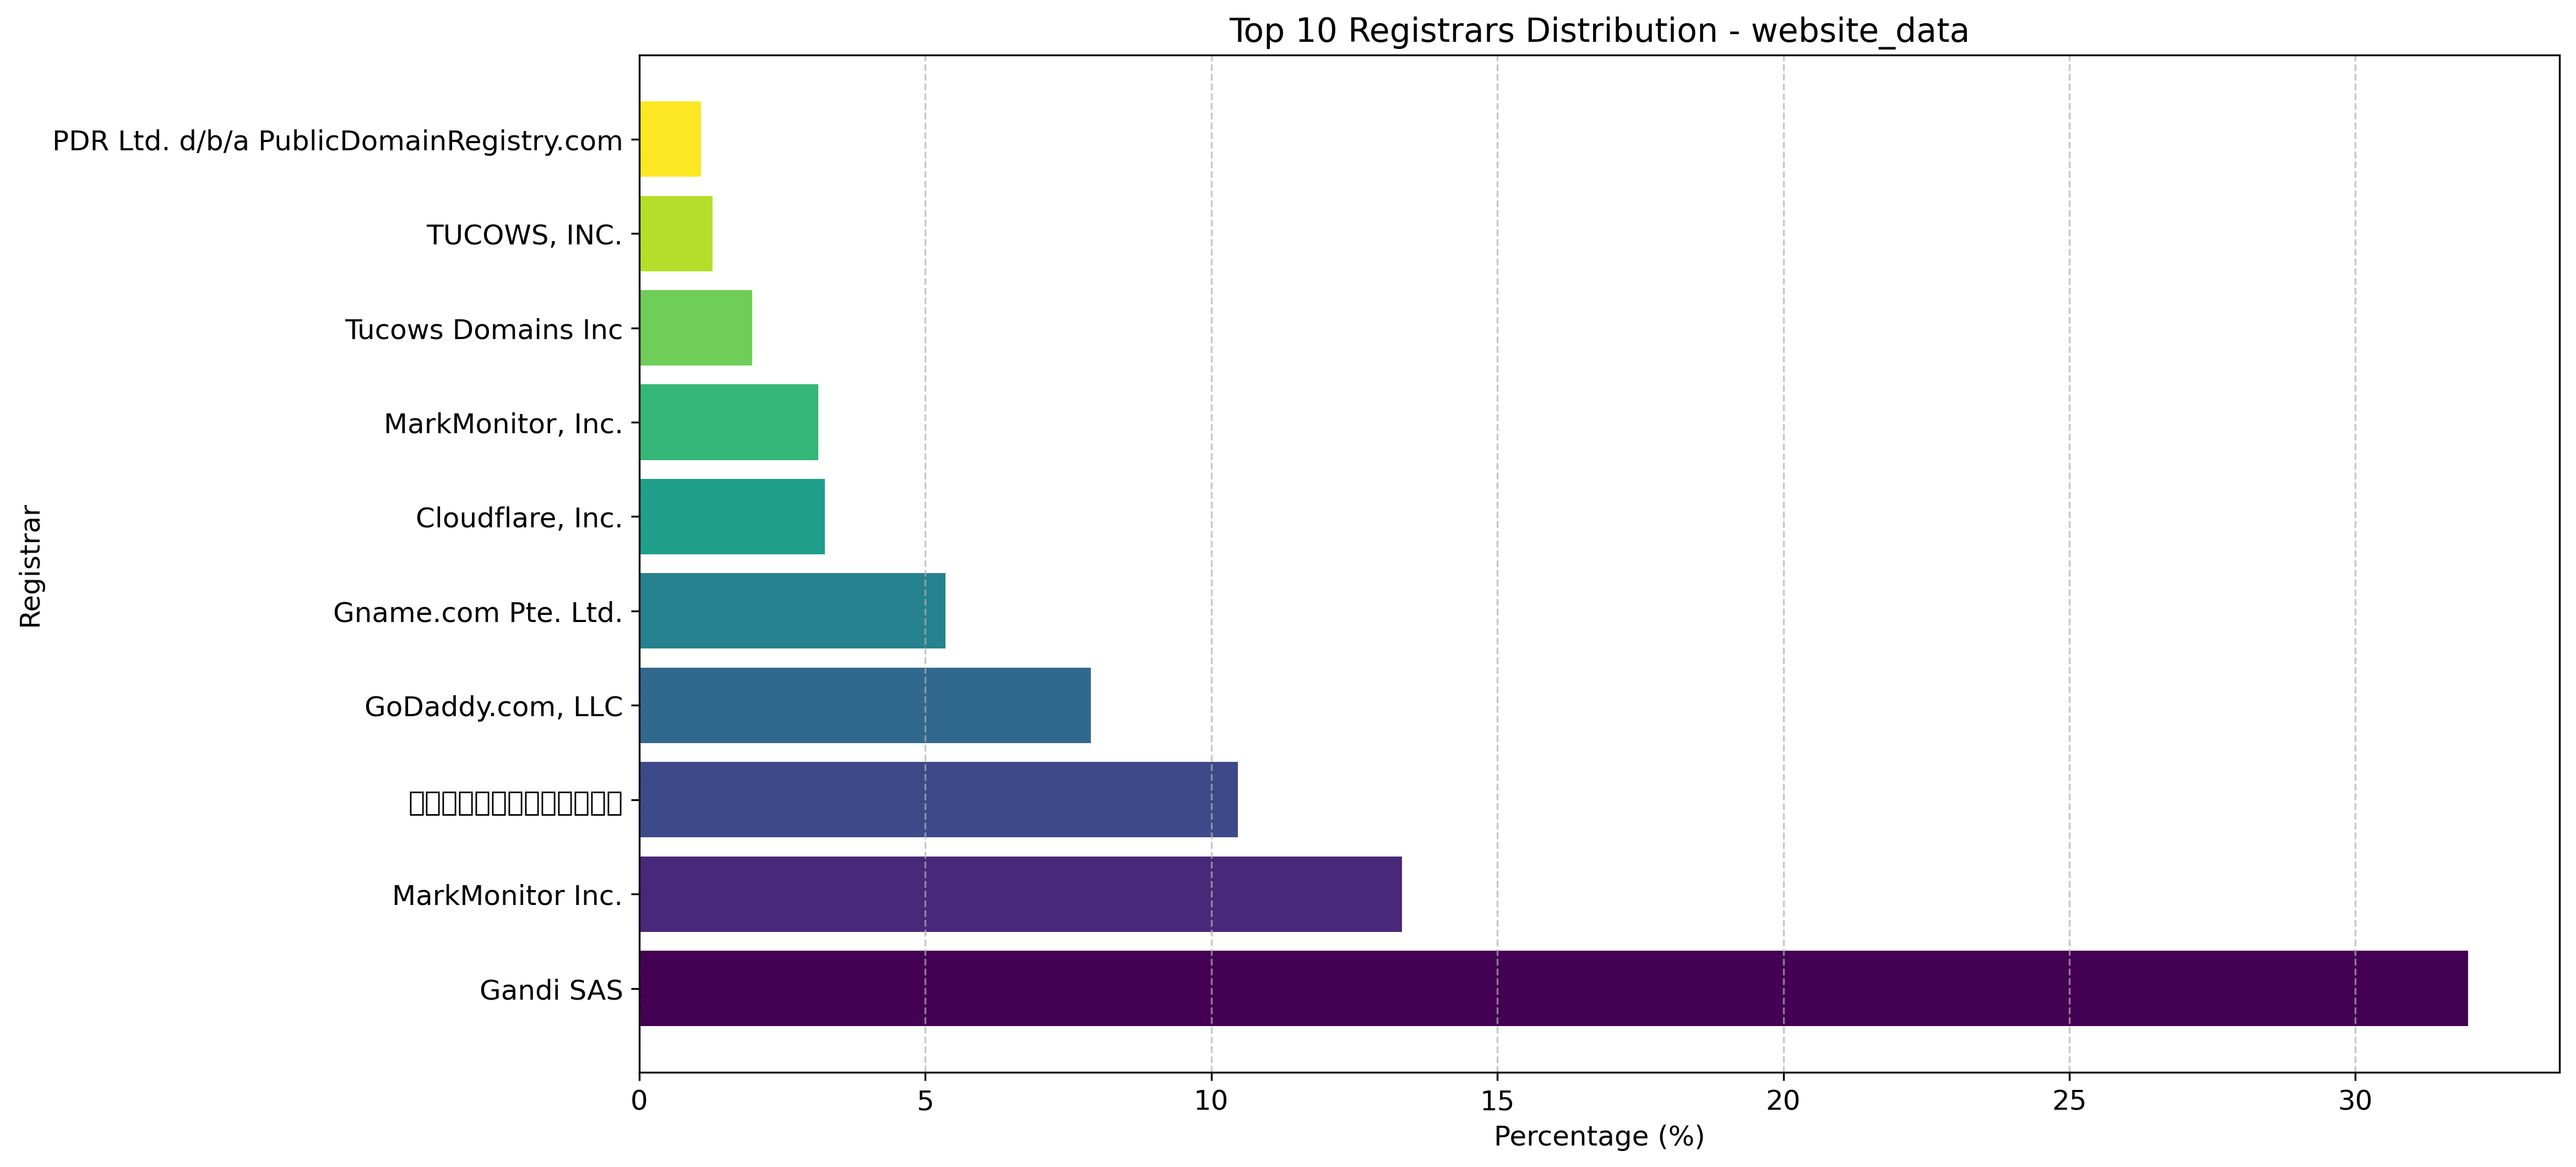 Top 10 Registrars Distribution - website_data
PDR Ltd. d/b/a PublicDomainRegistry.com
TUCOWS, INC.
Tucows Domains Inc
MarkMonitor, Inc.
Cloudflare, Inc.
Gname.com Pte. Ltd.
GoDaddy.com, LLC
MarkMonitor Inc.
Gandi SAS
Registrar
0 5 10 15 20 25 30
Percentage (%)